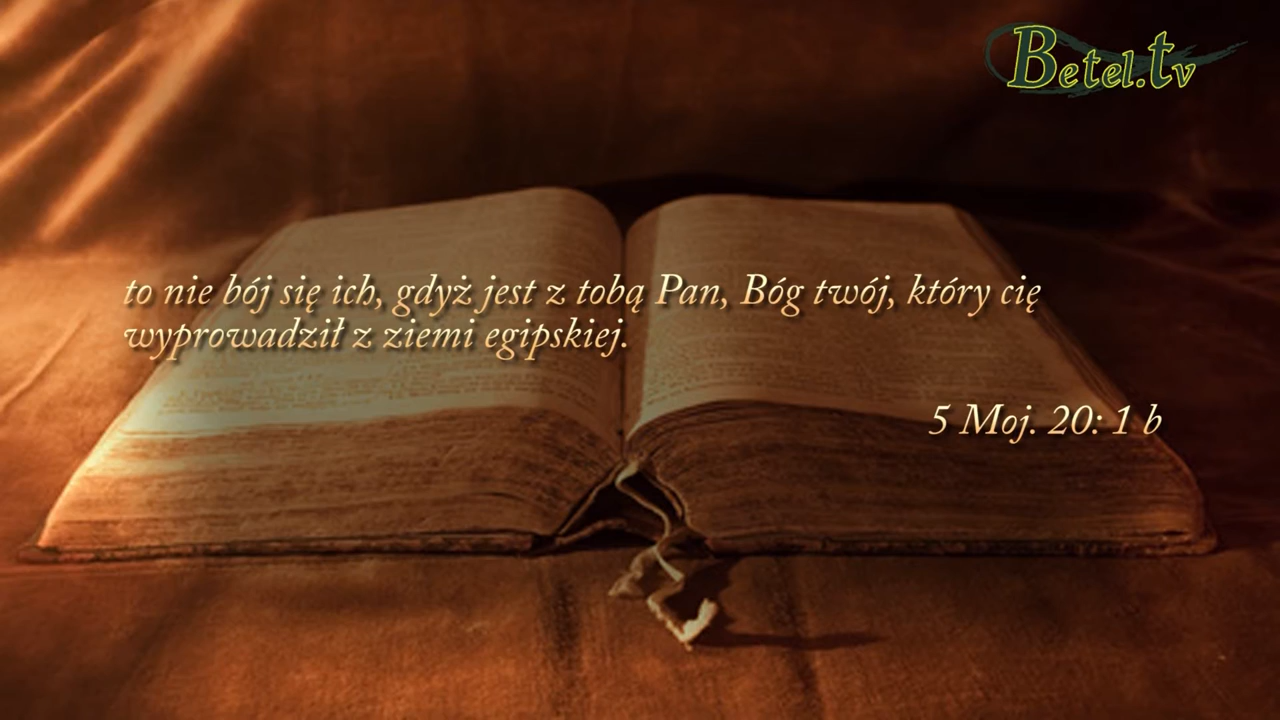 Betel.tv
to nie bój się ich, gdyż jest z tobą Pan, Bóg twój, który cię
wyprowadził z ziemi egipskiej.
5 Moj. 20: 1 b